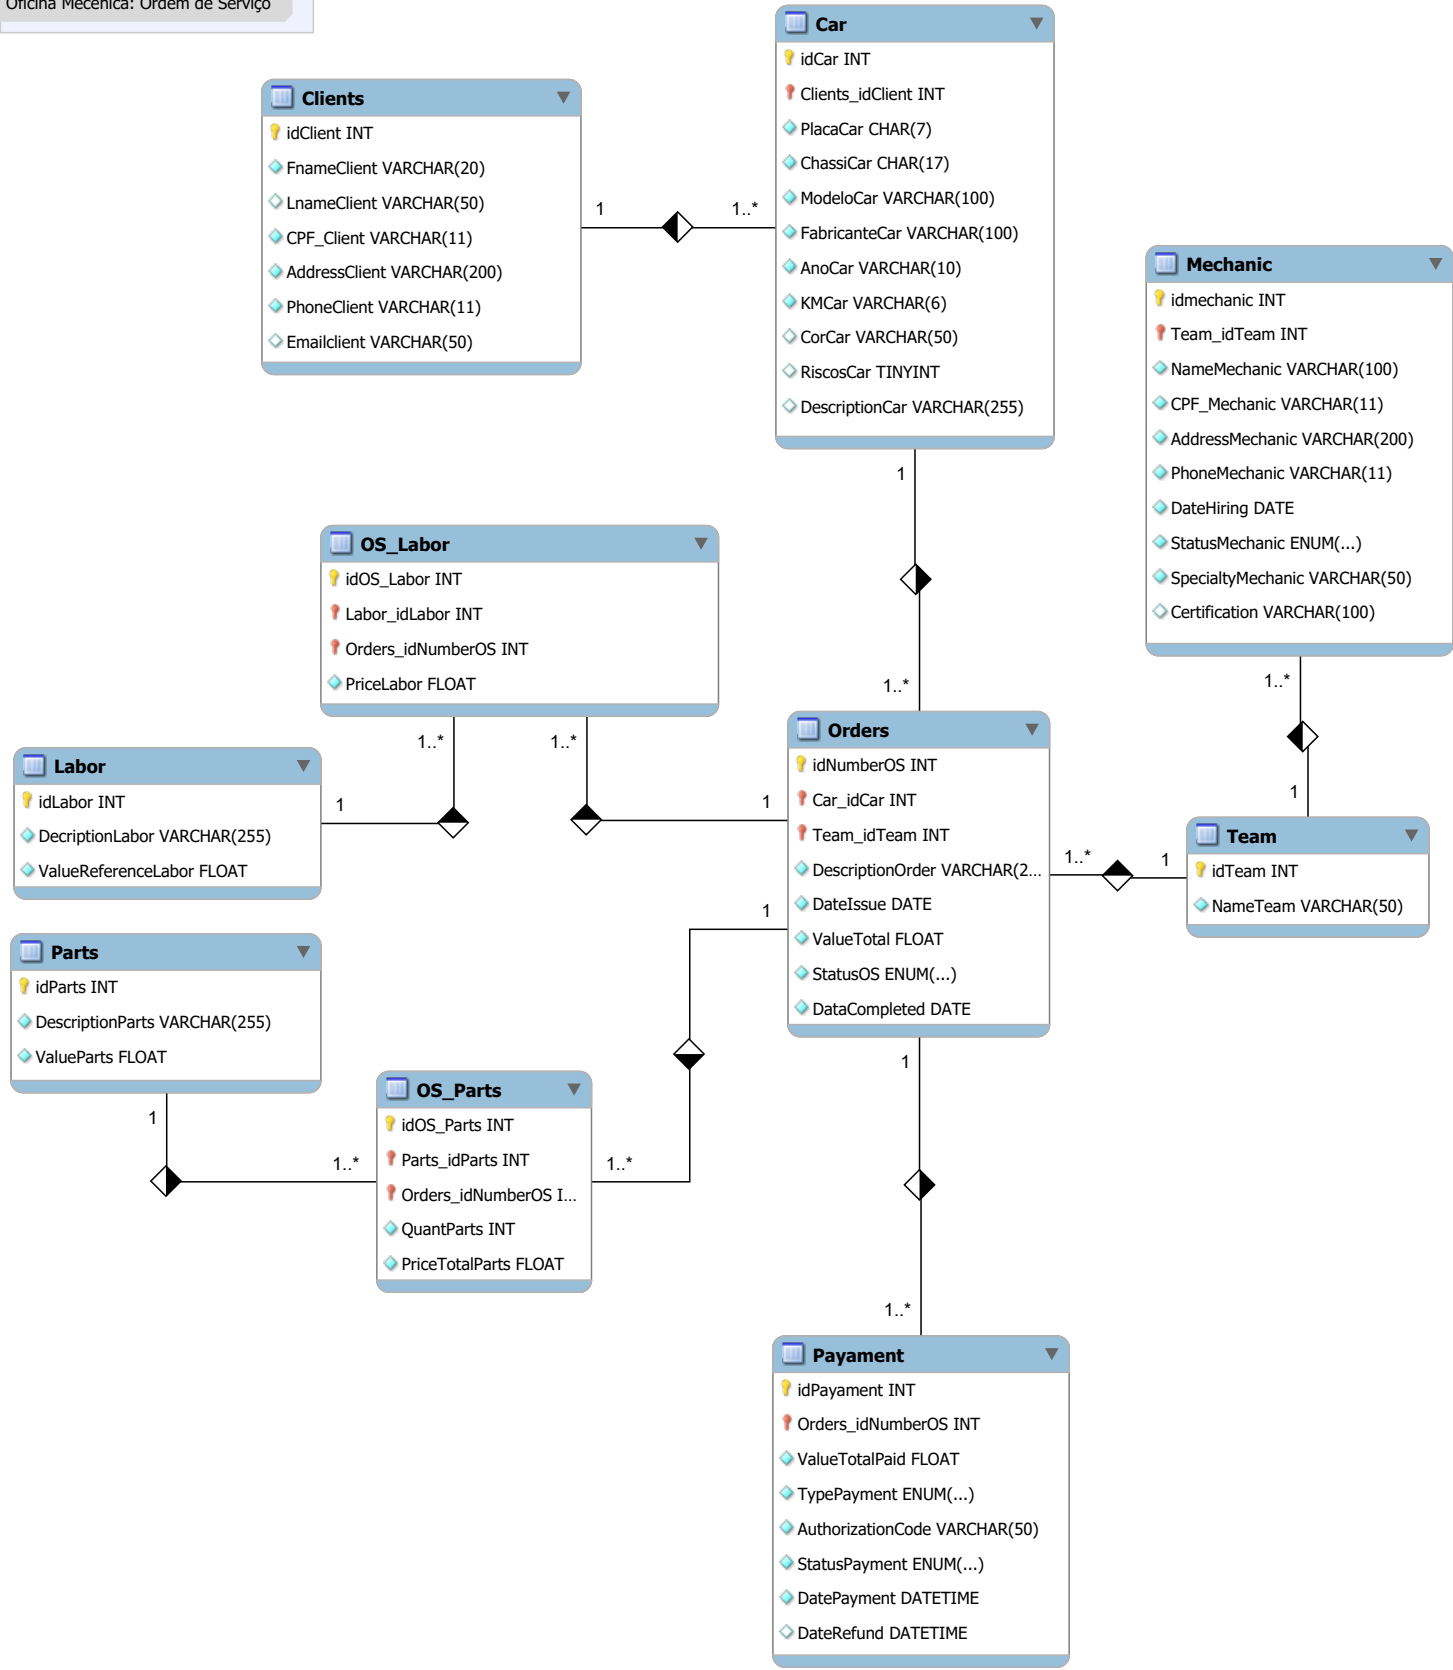 Oficina Mecênica: Ordem de Serviço
Car
idCar INT
Clients_idClient INT
PlacaCar CHAR(7)
ChassiCar CHAR(17)
ModeloCar VARCHAR(100)
FabricanteCar VARCHAR(100)
AnoCar VARCHAR(10)
KMCar VARCHAR(6)
CorCar VARCHAR(50)
RiscosCar TINYINT
DescriptionCar VARCHAR(255)
Clients
idClient INT
FnameClient VARCHAR(20)
LnameClient VARCHAR(50)
CPF_Client VARCHAR(11)
AddressClient VARCHAR(200)
PhoneClient VARCHAR(11)
Emailclient VARCHAR(50)
1
1..*
Mechanic
idmechanic INT
Team_idTeam INT
NameMechanic VARCHAR(100)
CPF_Mechanic VARCHAR(11)
AddressMechanic VARCHAR(200)
PhoneMechanic VARCHAR(11)
DateHiring DATE
StatusMechanic ENUM(...)
SpecialtyMechanic VARCHAR(50)
Certification VARCHAR(100)
1
1..*
1..*
1
OS_Labor
idOS_Labor INT
Labor_idLabor INT
Orders_idNumberOS INT
PriceLabor FLOAT
1..*
1..*
1
1
Labor
idLabor INT
DecriptionLabor VARCHAR(255)
ValueReferenceLabor FLOAT
Orders
idNumberOS INT
Car_idCar INT
Team_idTeam INT
DescriptionOrder VARCHAR(2...
DateIssue DATE
ValueTotal FLOAT
StatusOS ENUM(...)
DataCompleted DATE
1..*
1
Team
idTeam INT
NameTeam VARCHAR(50)
Parts
idParts INT
DescriptionParts VARCHAR(255)
ValueParts FLOAT
1
1..*
1..*
1
OS_Parts
idOS_Parts INT
Parts_idParts INT
Orders_idNumberOS I...
QuantParts INT
PriceTotalParts FLOAT
1
1..*
Payament
idPayament INT
Orders_idNumberOS INT
ValueTotalPaid FLOAT
TypePayment ENUM(...)
AuthorizationCode VARCHAR(50)
StatusPayment ENUM(...)
DatePayment DATETIME
DateRefund DATETIME